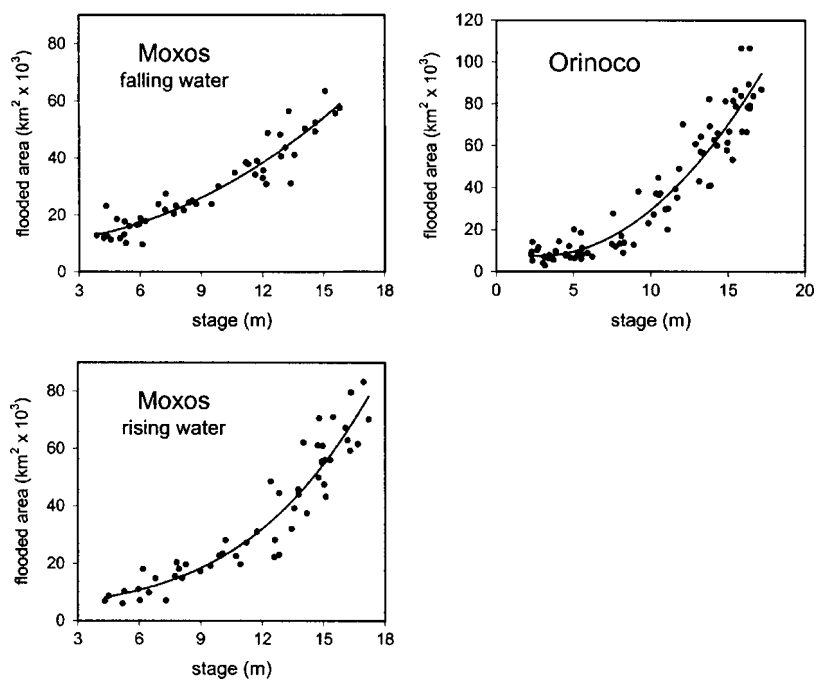 Moxos
falling water
flooded area (km² x 10³)
80
60
40
20
0
3 6 9 12 15 18
stage (m)
Orinoco
flooded area (km² x 10³)
120
100
80
60
40
20
0
0 5 10 15 20
stage (m)
Moxos
rising water
flooded area (km² x 10³)
80
60
40
20
0
3 6 9 12 15 18
stage (m)